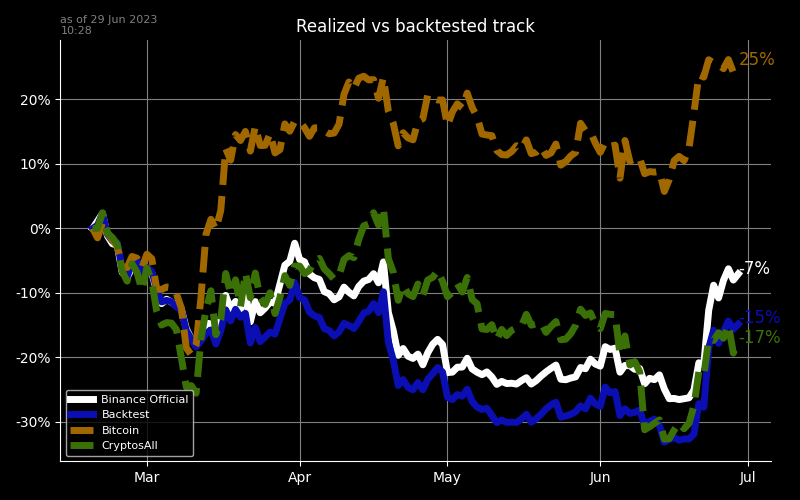 as of 29 Jun 2023
10:28
Realized vs backtested track
20%
10%
0%
-10%
-20%
-30%
25%
-7%
-15%
-17%
Binance Official
Backtest
Bitcoin
CryptosAll
Mar
Apr
May
Jun
Jul